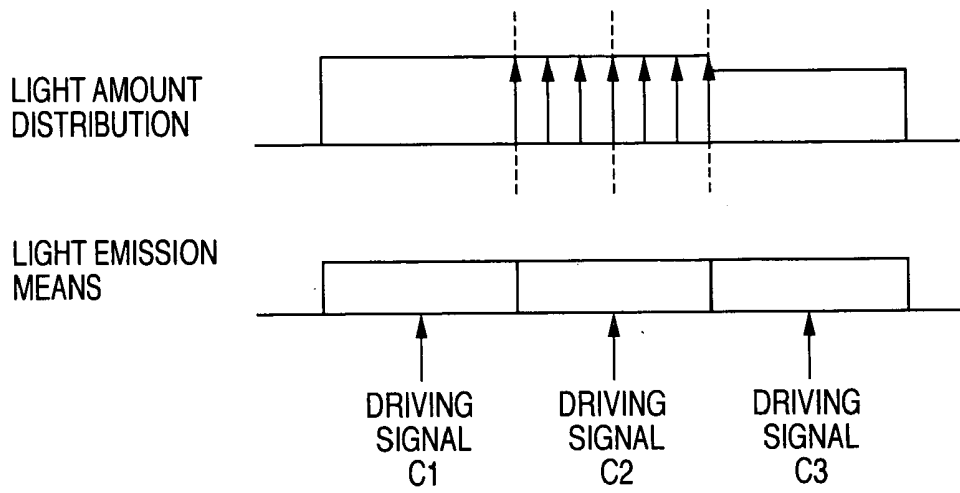 LIGHT AMOUNT
DISTRIBUTION
LIGHT EMISSION
MEANS
DRIVING
SIGNAL
C1
DRIVING
SIGNAL
C2
DRIVING
SIGNAL
C3